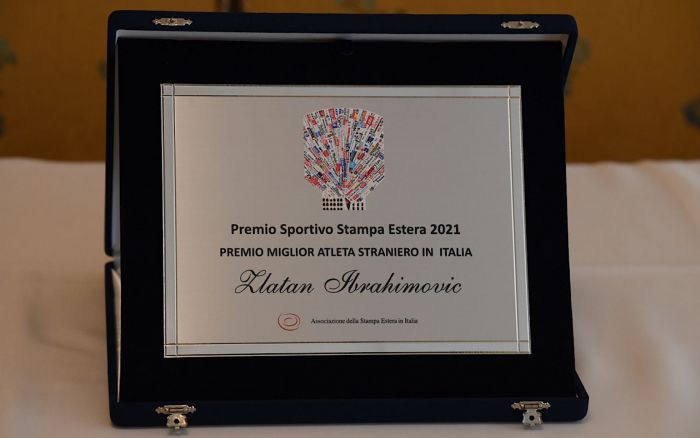 Premio Sportivo Stampa Estera 2021
PREMIO MIGLIOR ATLETA STRANIERO IN ITALIA
Zlatan Ibrahimovic
Associazione della Stampa Estera in Italia